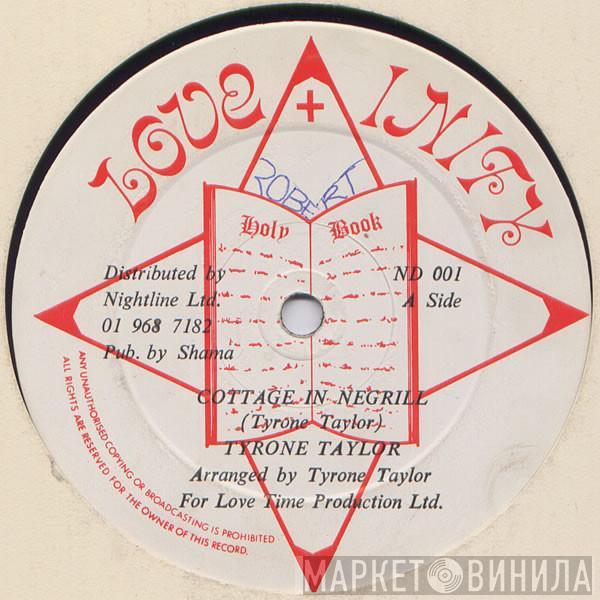 LOVE + INITY
ROBERT
Holy Book
Distributed by
Nightline Ltd.
01 968 7182
Pub. by Shama
ND 001
A Side
COTTAGE IN NEGRILL
(Tyrone Taylor)
TYRONE TAYLOR
Arranged by Tyrone Taylor
For Love Time Production Ltd.
ANY UNAUTHORISED COPYING OR BROADCASTING IS PROHIBITED
ALL RIGHTS ARE RESERVED FOR THE OWNER OF THIS RECORD.
МАРКЕТ ВИНИЛА